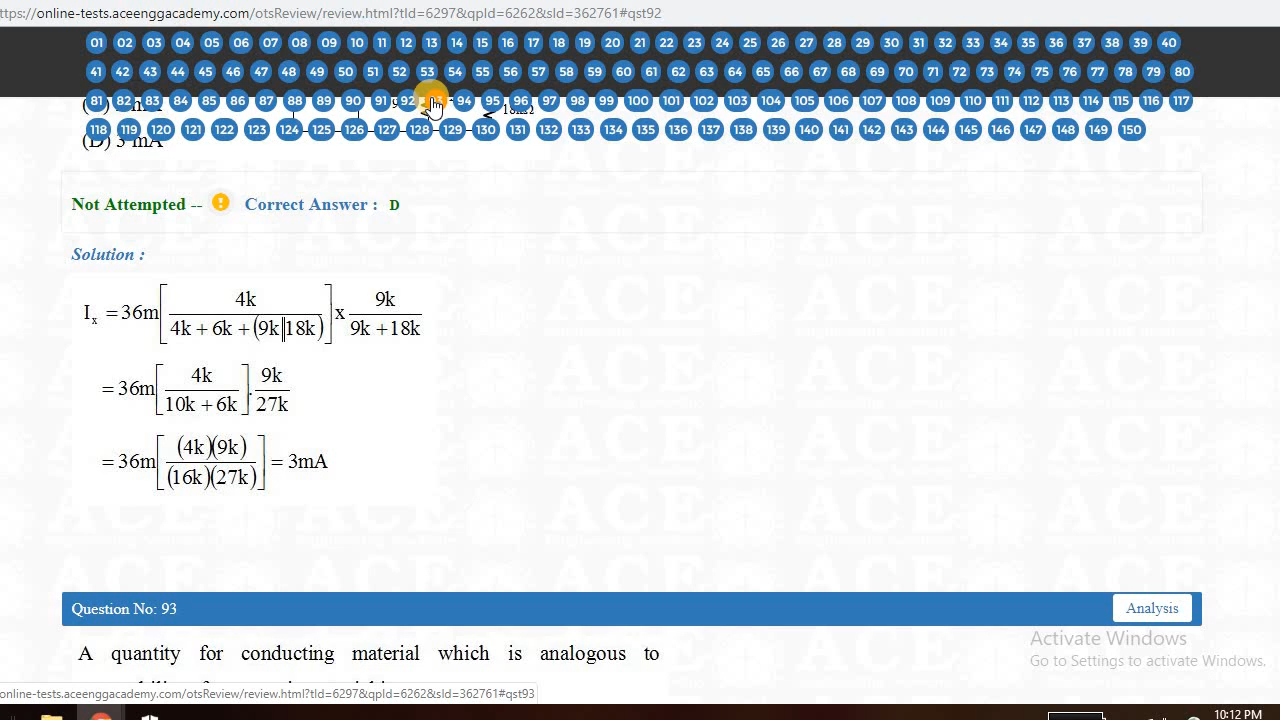 ttps://online-tests.aceenggacademy.com/otsReview/review.html?tId=6297&qpId=6262&sId=362761#qst92
01 02 03 04 05 06 07 08 09 10 11 12 13 14 15 16 17 18 19 20 21 22 23 24 25 26 27 28 29 30 31 32 33 34 35 36 37 38 39 40
41 42 43 44 45 46 47 48 49 50 51 52 53 54 55 56 57 58 59 60 61 62 63 64 65 66 67 68 69 70 71 72 73 74 75 76 77 78 79 80
81 82 83 84 85 86 87 88 89 90 91 92 93 94 95 96 97 98 99 100 101 102 103 104 105 106 107 108 109 110 111 112 113 114 115 116 117
118 119 120 121 122 123 124 125 126 127 128 129 130 131 132 133 134 135 136 137 138 139 140 141 142 143 144 145 146 147 148 149 150
(D) 3 mA
Not Attempted -- ! Correct Answer : D
Solution :
I_x = 36m[4k/(4k + 6k + (9k||18k))] x 9k/(9k + 18k)
= 36m[4k/(10k + 6k)] . 9k/27k
= 36m[(4k)(9k)/((16k)(27k))] = 3mA
Question No: 93 Analysis
A quantity for conducting material which is analogous to
Activate Windows
Go to Settings to activate Windows.
online-tests.aceenggacademy.com/otsReview/review.html?tId=6297&qpId=6262&sId=362761#qst93
10:12 PM